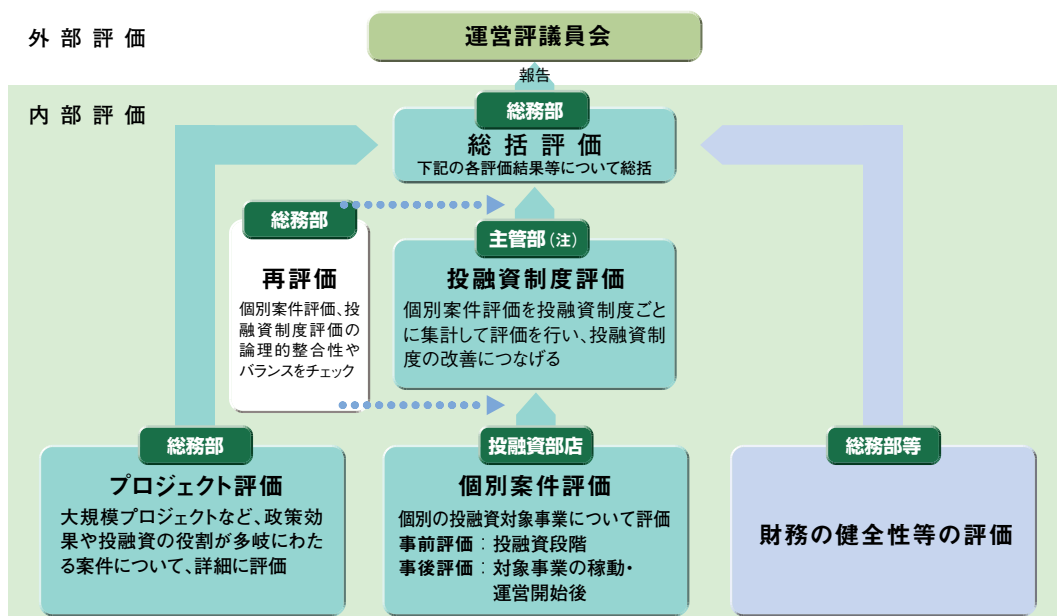 外部評価
運営評議員会
報告
内部評価
総務部
総括評価
下記の各評価結果等について総括
総務部
再評価
個別案件評価、投
融資制度評価の
論理的整合性や
バランスをチェック
主管部(注)
投融資制度評価
個別案件評価を投融資制度ごと
に集計して評価を行い、投融資制
度の改善につなげる
総務部
プロジェクト評価
大規模プロジェクトなど、政策効
果や投融資の役割が多岐にわた
る案件について、詳細に評価
投融資部店
個別案件評価
個別の投融資対象事業について評価
事前評価：投融資段階
事後評価：対象事業の稼動・
運営開始後
総務部等
財務の健全性等の評価